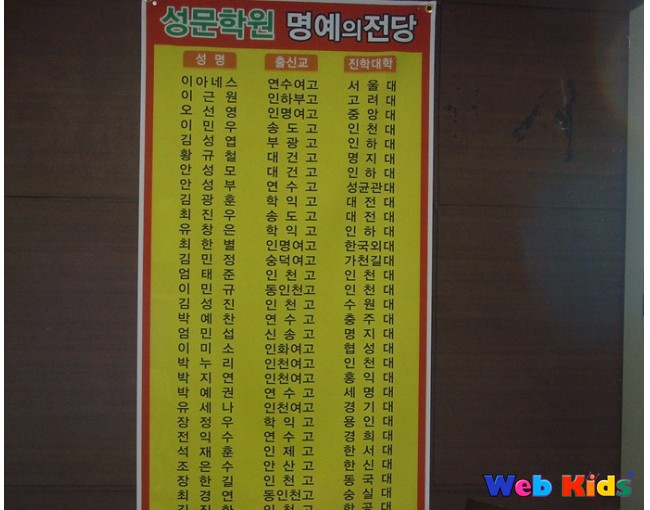 성문학원 명예의전당
성 명 출신교 진학대학
이아네스 연수여고 서 울 대
이 근 원 인하부고 고 려 대
오 선 영 인명여고 중 앙 대
이 민 우 송 도 고 인 천 대
김 성 엽 부 광 고 인 하 대
황 규 철 대 건 고 명 지 대
안 성 모 대 건 고 인 하 대
안 성 부 연 수 고 성균관대
김 광 훈 학 익 고 대 전 대
최 진 우 송 도 고 대 전 대
유 창 은 학 익 고 인 하 대
최 한 별 인명여고 한국외대
김 민 정 숭덕여고 가천길대
엄 태 준 인 천 고 인 천 대
이 민 규 동인천고 인 천 대
김 성 진 인 천 고 수 원 대
박 예 찬 연 수 고 충 주 대
엄 민 섭 신 송 고 명 지 대
이 미 소 인화여고 협 성 대
박 누 리 인천여고 인 천 대
박 지 연 인천여고 홍 익 대
박 예 권 연 수 고 세 명 대
유 세 나 인천여고 경 기 대
장 정 우 학 익 고 용 인 대
전 익 수 연 수 고 경 희 대
석 재 훈 인 제 고 한 서 대
조 은 수 안 산 고 한 신 대
장 한 길 인 천 고 동 국 대
최 경 연 동인천고 숭 실 대
Web Kids